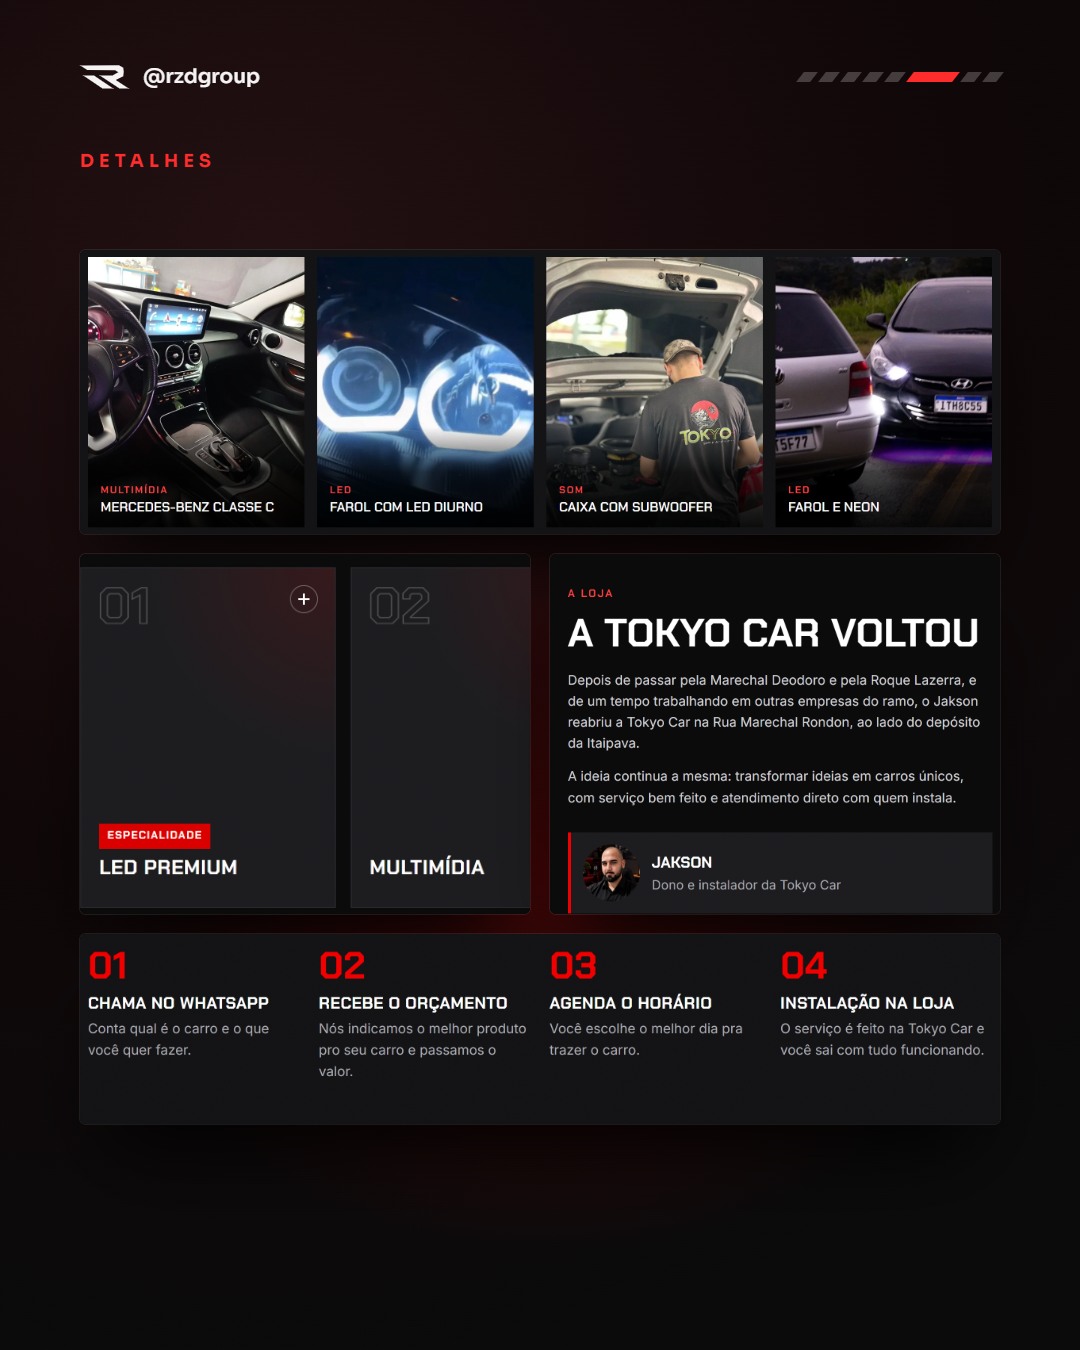 @rzdgroup
DETALHES
MULTIMÍDIA
MERCEDES-BENZ CLASSE C
LED
FAROL COM LED DIURNO
TOKYO
SOM
CAIXA COM SUBWOOFER
ITH8C55
T5F77
LED
FAROL E NEON
01
ESPECIALIDADE
LED PREMIUM
02
MULTIMÍDIA
A LOJA
A TOKYO CAR VOLTOU
Depois de passar pela Marechal Deodoro e pela Roque Lazerra, e
de um tempo trabalhando em outras empresas do ramo, o Jakson
reabriu a Tokyo Car na Rua Marechal Rondon, ao lado do depósito
da Itaipava.
A ideia continua a mesma: transformar ideias em carros únicos,
com serviço bem feito e atendimento direto com quem instala.
JAKSON
Dono e instalador da Tokyo Car
01
CHAMA NO WHATSAPP
Conta qual é o carro e o que
você quer fazer.
02
RECEBE O ORÇAMENTO
Nós indicamos o melhor produto
pro seu carro e passamos o
valor.
03
AGENDA O HORÁRIO
Você escolhe o melhor dia pra
trazer o carro.
04
INSTALAÇÃO NA LOJA
O serviço é feito na Tokyo Car e
você sai com tudo funcionando.